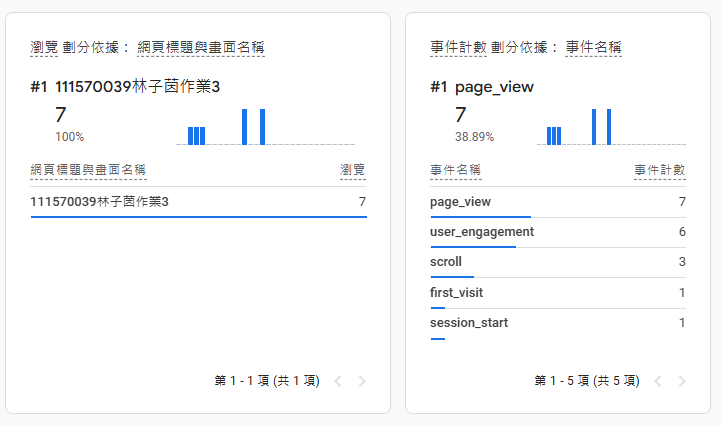 瀏覽 劃分依據： 網頁標題與畫面名稱
#1 111570039林子茵作業3
7
100%
網頁標題與畫面名稱 瀏覽
111570039林子茵作業3 7
第 1 - 1 項 (共 1 項)
事件計數 劃分依據： 事件名稱
#1 page_view
7
38.89%
事件名稱 事件計數
page_view 7
user_engagement 6
scroll 3
first_visit 1
session_start 1
第 1 - 5 項 (共 5 項)